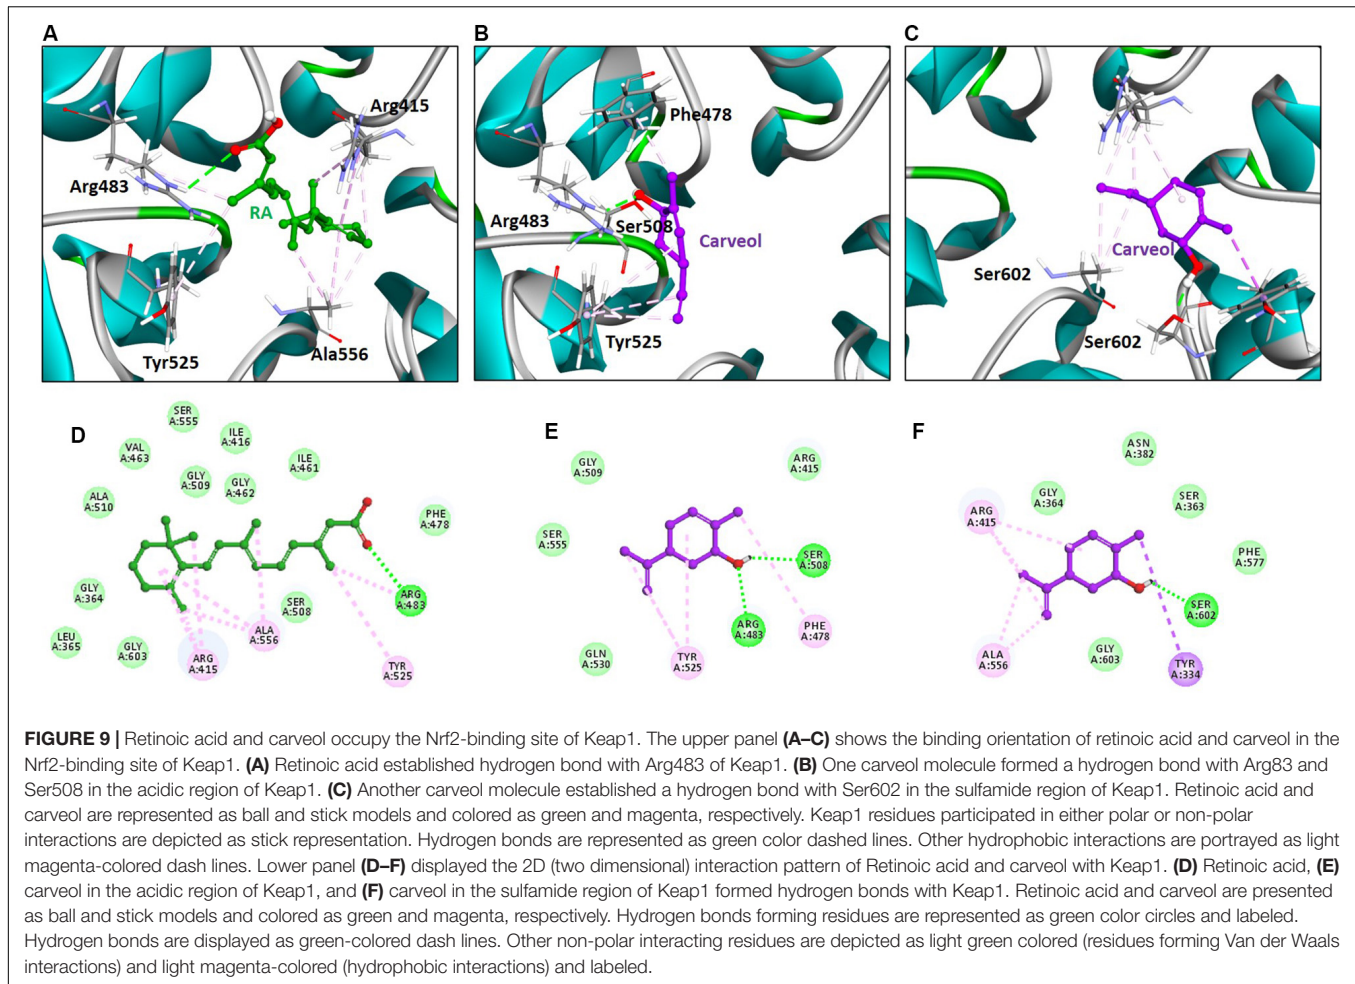 A
B
C
Arg415
Arg483
RA
Tyr525
Ala556
Phe478
Arg483
Ser508
Carveol
Tyr525
Carveol
Ser602
Ser602
D
SER
A:555
ILE
A:416
VAL
A:463
ILE
A:461
GLY
A:509
GLY
A:462
ALA
A:510
PHE
A:478
GLY
A:364
SER
A:508
ARG
A:483
LEU
A:365
GLY
A:603
ALA
A:556
ARG
A:415
TYR
A:525
E
GLY
A:509
ARG
A:415
SER
A:555
SER
A:508
ARG
A:483
PHE
A:478
GLN
A:530
TYR
A:525
F
ASN
A:382
GLY
A:364
SER
A:363
ARG
A:415
PHE
A:577
SER
A:602
ALA
A:556
GLY
A:603
TYR
A:334
FIGURE 9 | Retinoic acid and carveol occupy the Nrf2-binding site of Keap1. The upper panel (A–C) shows the binding orientation of retinoic acid and carveol in the
Nrf2-binding site of Keap1. (A) Retinoic acid established hydrogen bond with Arg483 of Keap1. (B) One carveol molecule formed a hydrogen bond with Arg83 and
Ser508 in the acidic region of Keap1. (C) Another carveol molecule established a hydrogen bond with Ser602 in the sulfamide region of Keap1. Retinoic acid and
carveol are represented as ball and stick models and colored as green and magenta, respectively. Keap1 residues participated in either polar or non-polar
interactions are depicted as stick representation. Hydrogen bonds are represented as green color dashed lines. Other hydrophobic interactions are portrayed as light
magenta-colored dash lines. Lower panel (D–F) displayed the 2D (two dimensional) interaction pattern of Retinoic acid and carveol with Keap1. (D) Retinoic acid, (E)
carveol in the acidic region of Keap1, and (F) carveol in the sulfamide region of Keap1 formed hydrogen bonds with Keap1. Retinoic acid and carveol are presented
as ball and stick models and colored as green and magenta, respectively. Hydrogen bonds forming residues are represented as green color circles and labeled.
Hydrogen bonds are displayed as green-colored dash lines. Other non-polar interacting residues are depicted as light green colored (residues forming Van der Waals
interactions) and light magenta-colored (hydrophobic interactions) and labeled.